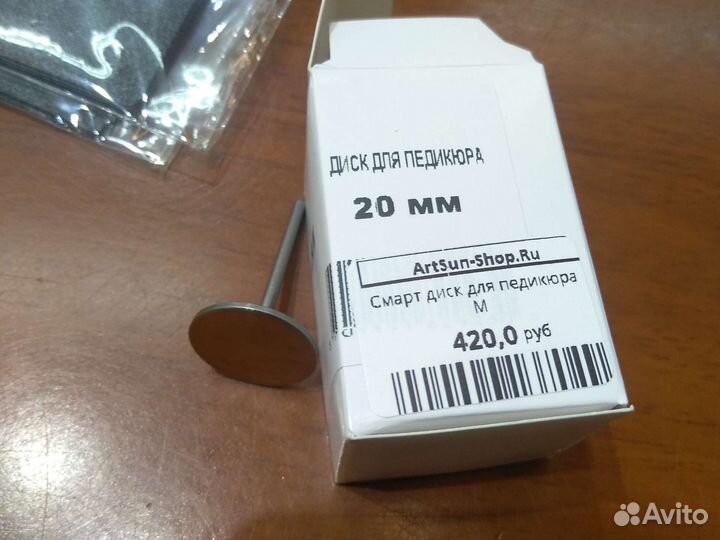 ДИСК ДЛЯ ПЕДИКЮРА
20 мм
ArtSun-Shop.Ru
Смарт диск для педикюра
М
420,0 руб
Avito